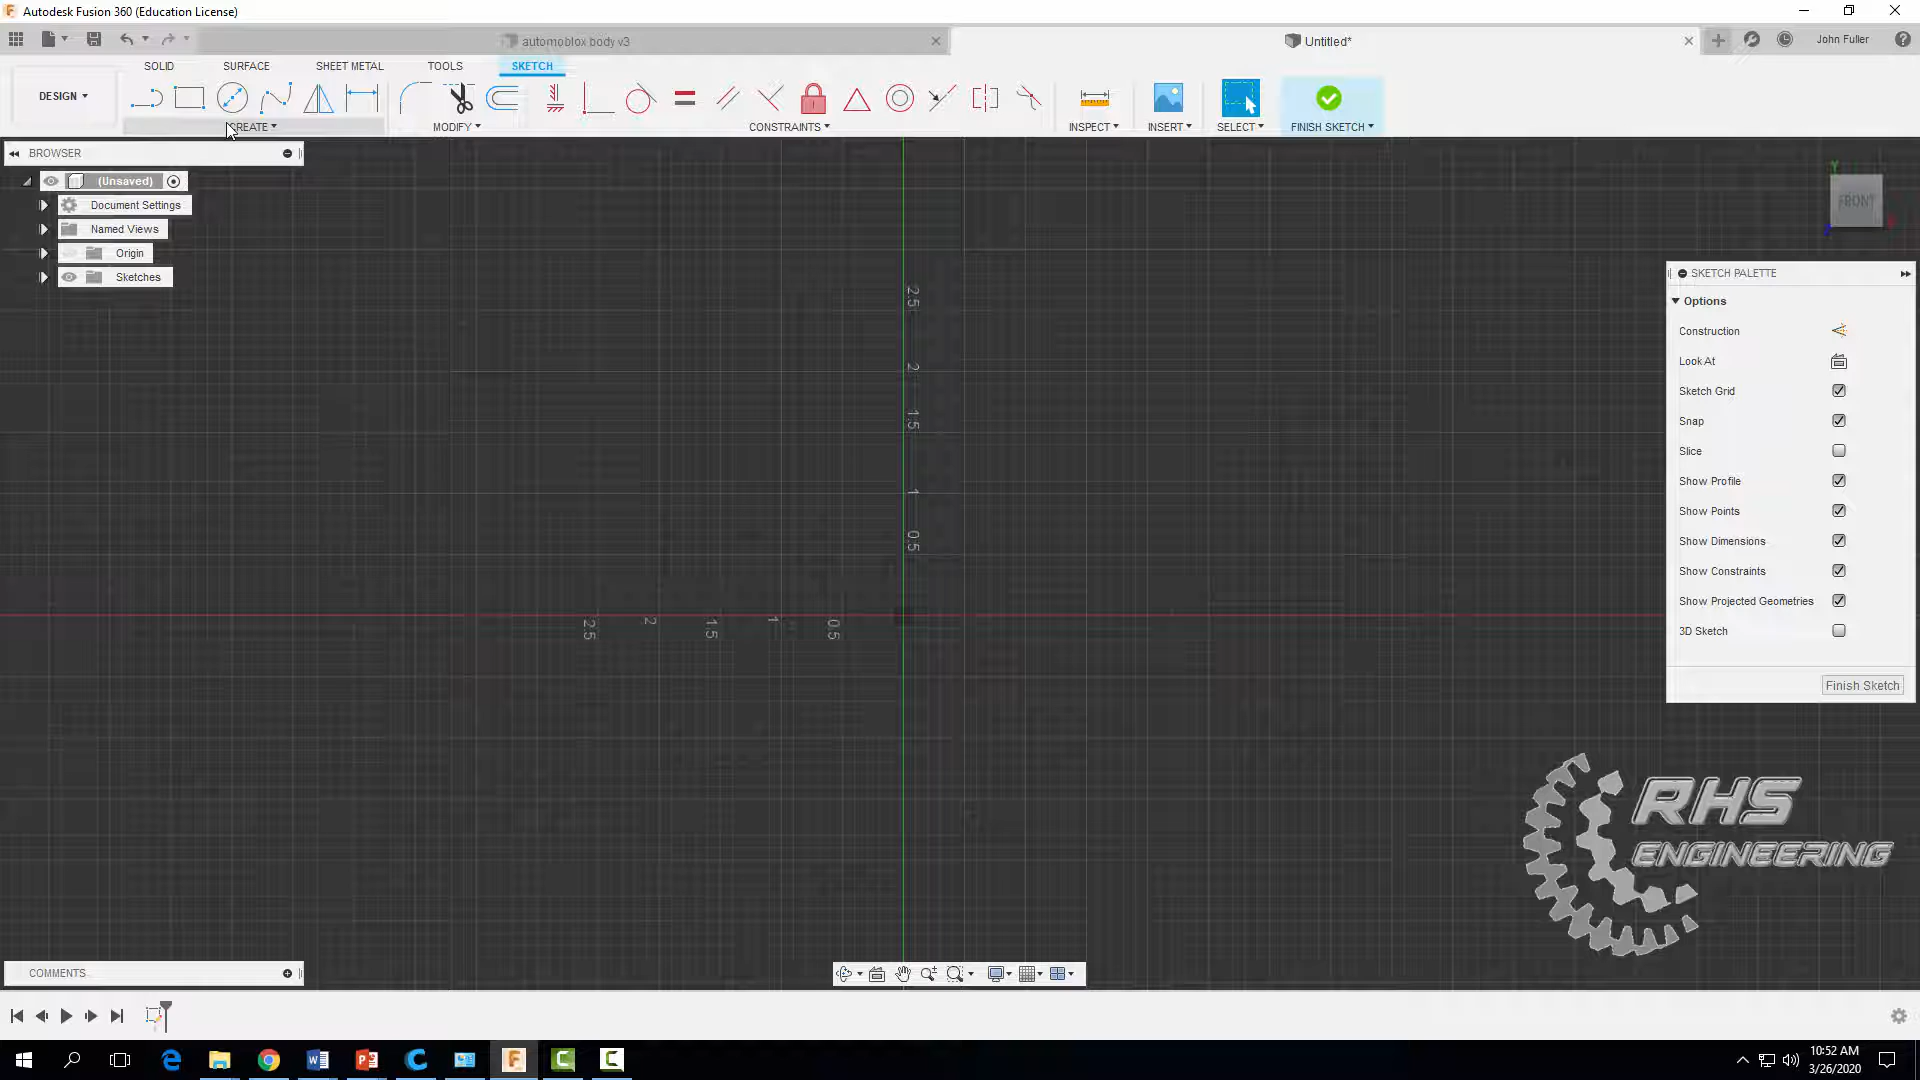 Autodesk Fusion 360 (Education License)
automoblox body v3
Untitled*
John Fuller
SOLID
SURFACE
SHEET METAL
TOOLS
SKETCH
DESIGN
CREATE
MODIFY
CONSTRAINTS
INSPECT
INSERT
SELECT
FINISH SKETCH
BROWSER
(Unsaved)
Document Settings
Named Views
Origin
Sketches
FRONT
Y
X
Z
SKETCH PALETTE
Options
Construction
Look At
Sketch Grid
Snap
Slice
Show Profile
Show Points
Show Dimensions
Show Constraints
Show Projected Geometries
3D Sketch
Finish Sketch
2.5
2
1.5
1
0.5
2.5
2
1.5
1
0.5
RHS
ENGINEERING
COMMENTS
10:52 AM
3/26/2020